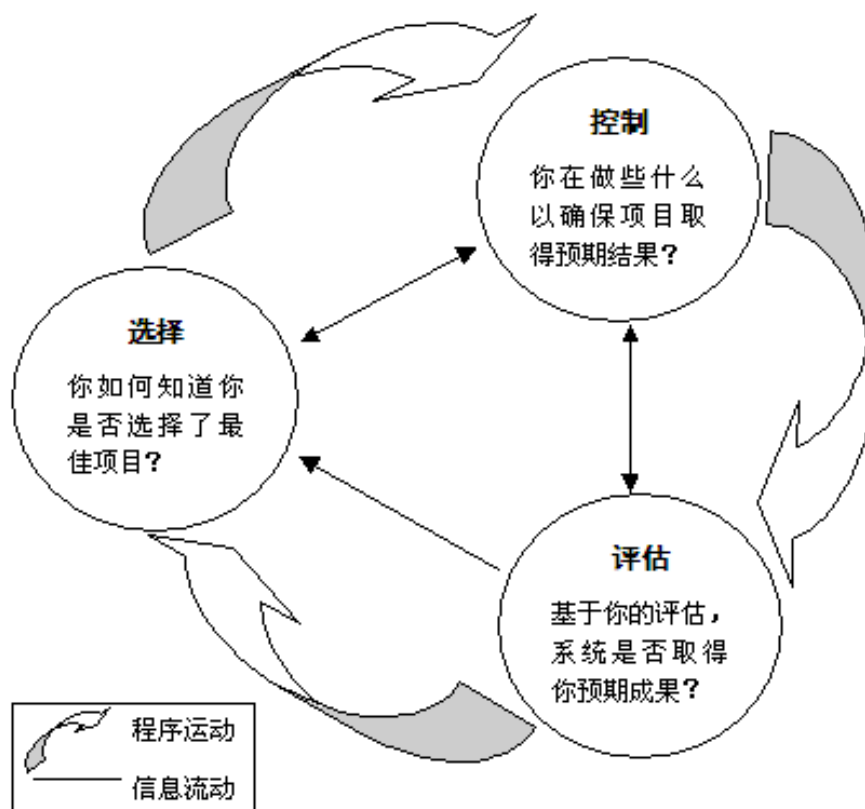 控制
你在做些什么
以确保项目取
得预期结果?
选择
你如何知道你
是否选择了最
佳项目?
评估
基于你的评估，
系统是否取得
你预期成果?
程序运动
信息流动